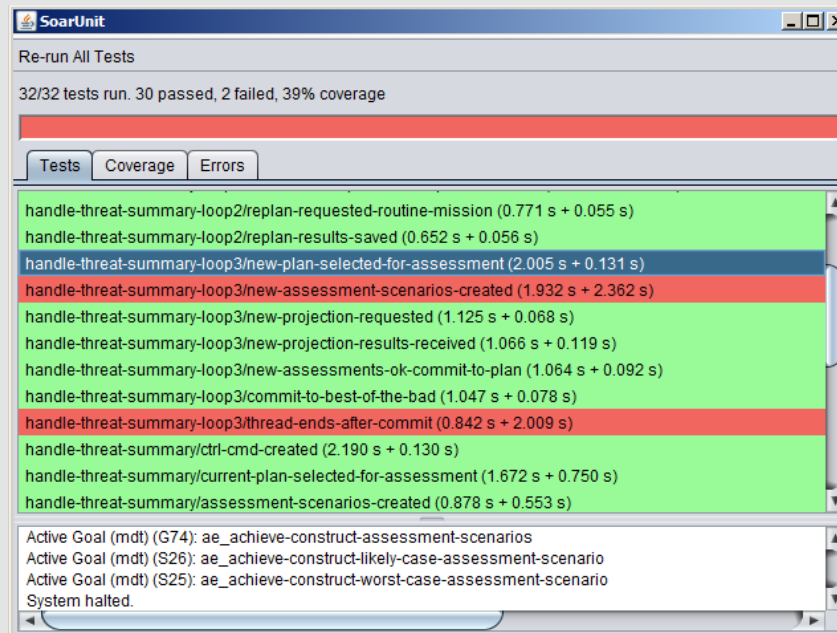 SoarUnit
Re-run All Tests
32/32 tests run. 30 passed, 2 failed, 39% coverage
Tests Coverage Errors
handle-threat-summary-loop2/replan-requested-routine-mission (0.771 s + 0.055 s)
handle-threat-summary-loop2/replan-results-saved (0.652 s + 0.056 s)
handle-threat-summary-loop3/new-plan-selected-for-assessment (2.005 s + 0.131 s)
handle-threat-summary-loop3/new-assessment-scenarios-created (1.932 s + 2.362 s)
handle-threat-summary-loop3/new-projection-requested (1.125 s + 0.068 s)
handle-threat-summary-loop3/new-projection-results-received (1.066 s + 0.119 s)
handle-threat-summary-loop3/new-assessments-ok-commit-to-plan (1.064 s + 0.092 s)
handle-threat-summary-loop3/commit-to-best-of-the-bad (1.047 s + 0.078 s)
handle-threat-summary-loop3/thread-ends-after-commit (0.842 s + 2.009 s)
handle-threat-summary/ctrl-cmd-created (2.190 s + 0.130 s)
handle-threat-summary/current-plan-selected-for-assessment (1.672 s + 0.750 s)
handle-threat-summary/assessment-scenarios-created (0.878 s + 0.553 s)
Active Goal (mdt) (G74): ae_achieve-construct-assessment-scenarios
Active Goal (mdt) (S26): ae_achieve-construct-likely-case-assessment-scenario
Active Goal (mdt) (S25): ae_achieve-construct-worst-case-assessment-scenario
System halted.